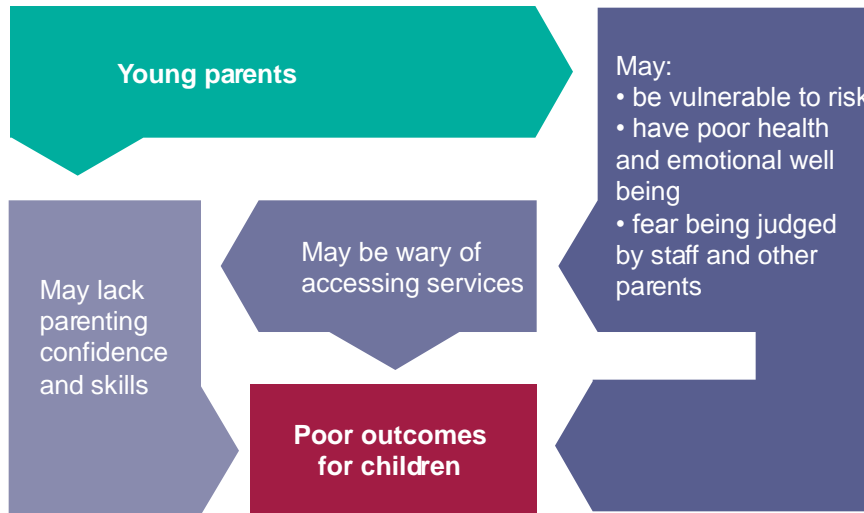 Young parents
May:
• be vulnerable to risk
• have poor health
and emotional well
being
• fear being judged
by staff and other
parents
May be wary of
accessing services
May lack
parenting
confidence
and skills
Poor outcomes
for children